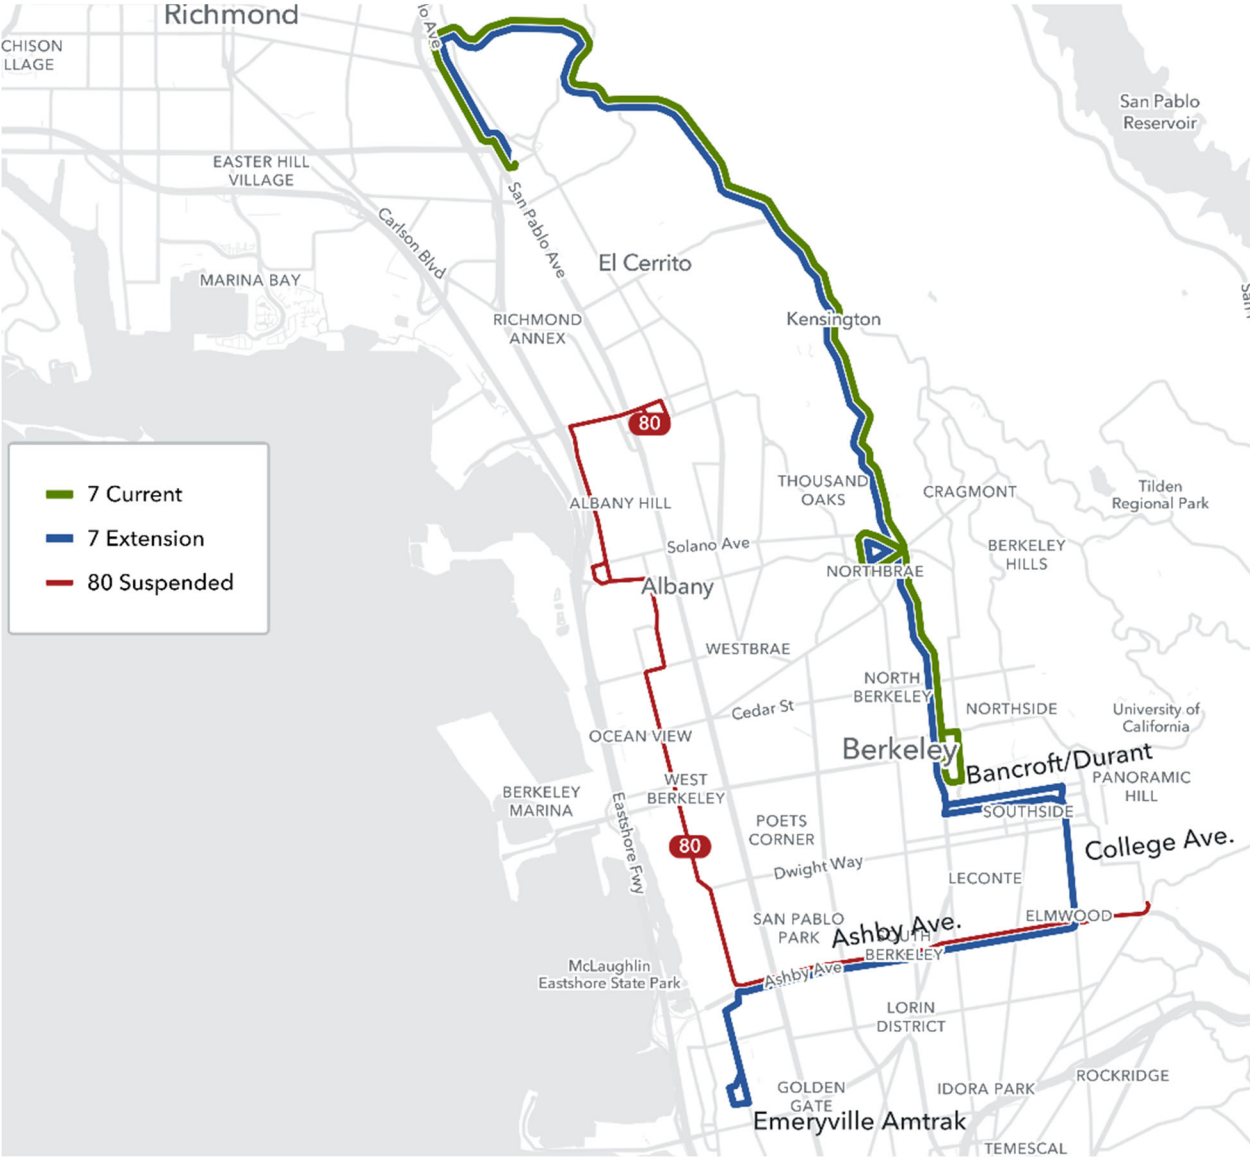 Richmond
io Ave
CHISON
LLAGE
San Pablo
Reservoir
EASTER HILL
VILLAGE
San Pablo Ave
Carlson Blvd
El Cerrito
MARINA BAY
San
RICHMOND
ANNEX
Kensington
80
7 Current
7 Extension
80 Suspended
ALBANY HILL
THOUSAND
OAKS
CRAGMONT
Tilden
Regional Park
Solano Ave
BERKELEY
HILLS
NORTHBRAE
Albany
WESTBRAE
NORTH
BERKELEY
Cedar St
NORTHSIDE
University of
California
OCEAN VIEW
Berkeley
Bancroft/Durant
PANORAMIC
HILL
WEST
BERKELEY
BERKELEY
MARINA
SOUTHSIDE
Eastshore Fwy
POETS
CORNER
80
College Ave.
Dwight Way
LECONTE
SAN PABLO
PARK
Ashby Ave.
ELMWOOD
SOUTH
BERKELEY
Ashby Ave
McLaughlin
Eastshore State Park
LORIN
DISTRICT
GOLDEN
GATE
IDORA PARK
ROCKRIDGE
Emeryville Amtrak
TEMESCAL